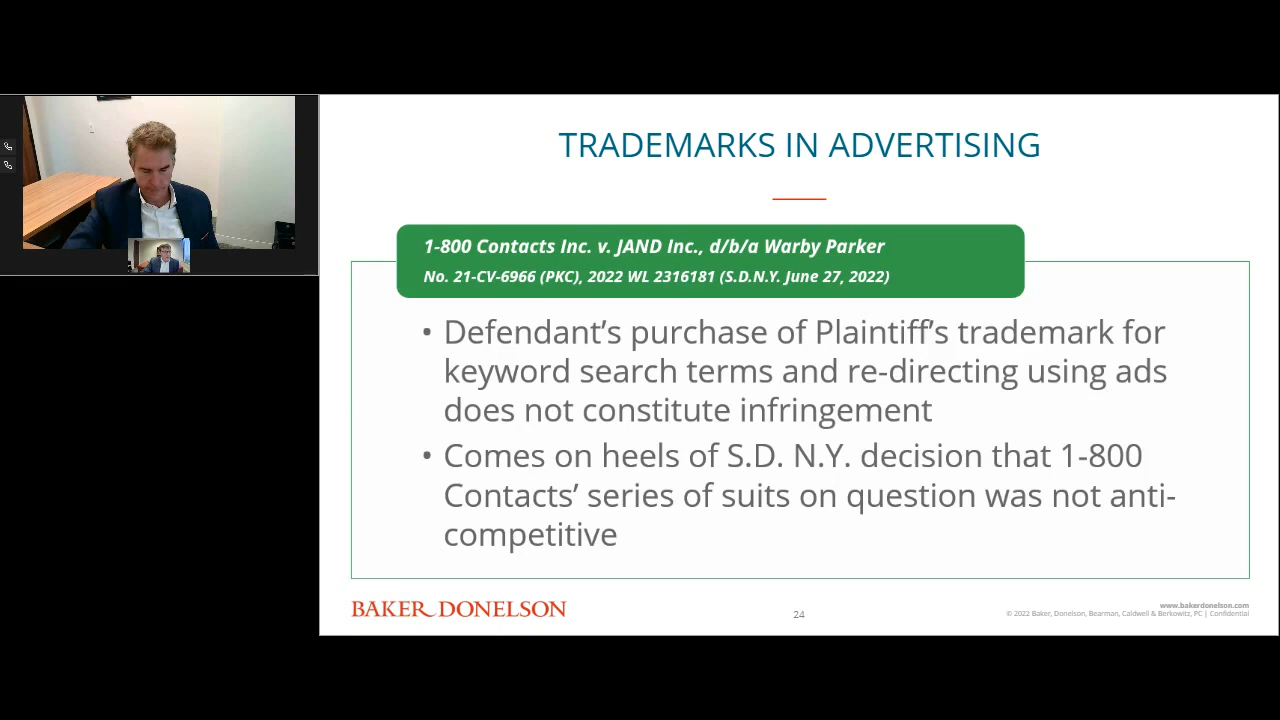 TRADEMARKS IN ADVERTISING
1-800 Contacts Inc. v. JAND Inc., d/b/a Warby Parker
No. 21-CV-6966 (PKC), 2022 WL 2316181 (S.D.N.Y. June 27, 2022)
• Defendant’s purchase of Plaintiff’s trademark for
keyword search terms and re-directing using ads
does not constitute infringement
• Comes on heels of S.D. N.Y. decision that 1-800
Contacts’ series of suits on question was not anti-
competitive
BAKER DONELSON
24
www.bakerdonelson.com
© 2022 Baker, Donelson, Bearman, Caldwell & Berkowitz, PC | Confidential